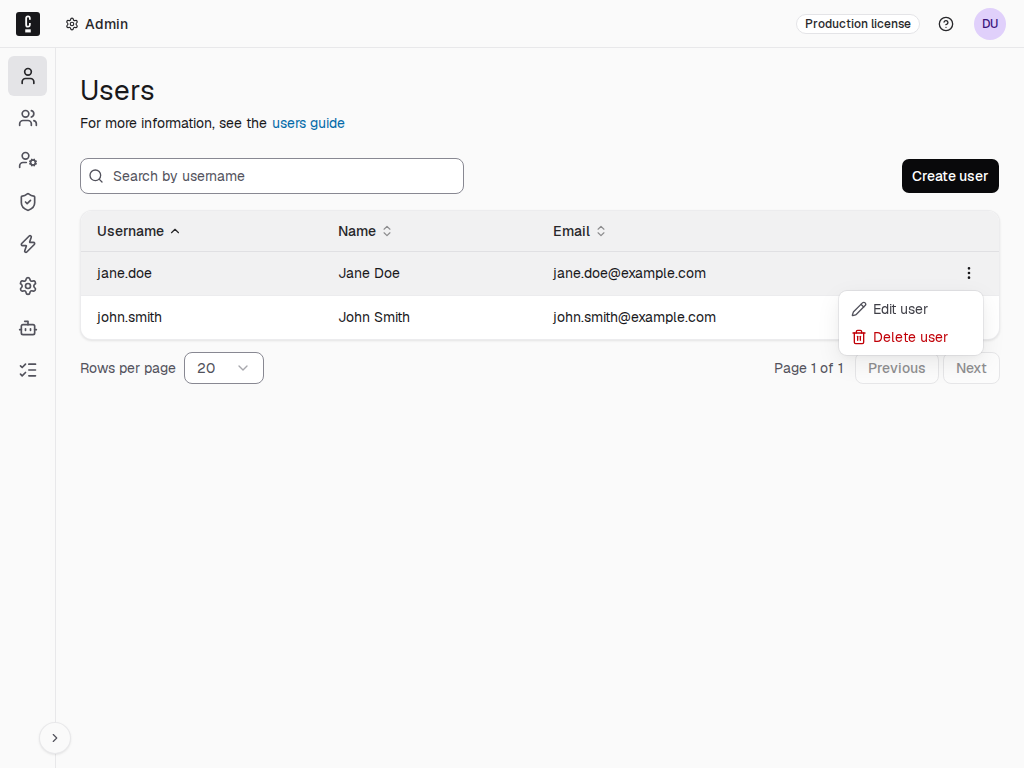 Admin
Production license
DU
Users
For more information, see the users guide
Search by username
Create user
Username
Name
Email
jane.doe
Jane Doe
jane.doe@example.com
Edit user
john.smith
John Smith
john.smith@example.com
Delete user
Rows per page
20
Page 1 of 1
Previous
Next